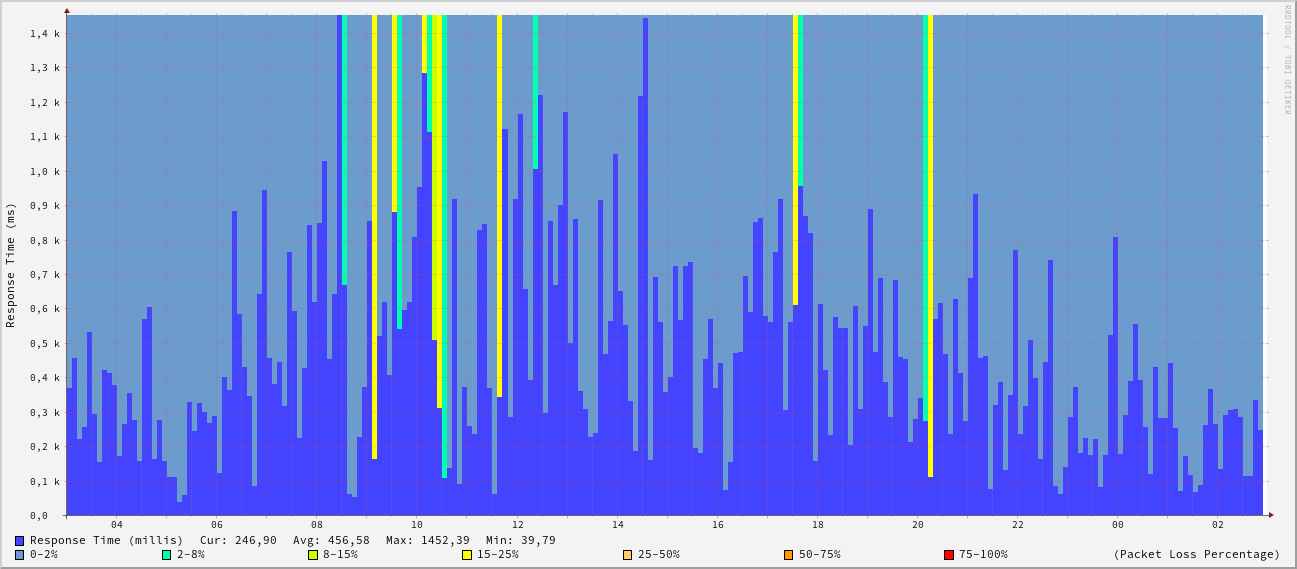 RRDTOOL / TOBI OETIKER
Response Time (ms)
1,4 k
1,3 k
1,2 k
1,1 k
1,0 k
0,9 k
0,8 k
0,7 k
0,6 k
0,5 k
0,4 k
0,3 k
0,2 k
0,1 k
0,0
04 06 08 10 12 14 16 18 20 22 00 02
Response Time (millis) Cur: 246,90 Avg: 456,58 Max: 1452,39 Min: 39,79
0-2% 2-8% 8-15% 15-25% 25-50% 50-75% 75-100% (Packet Loss Percentage)